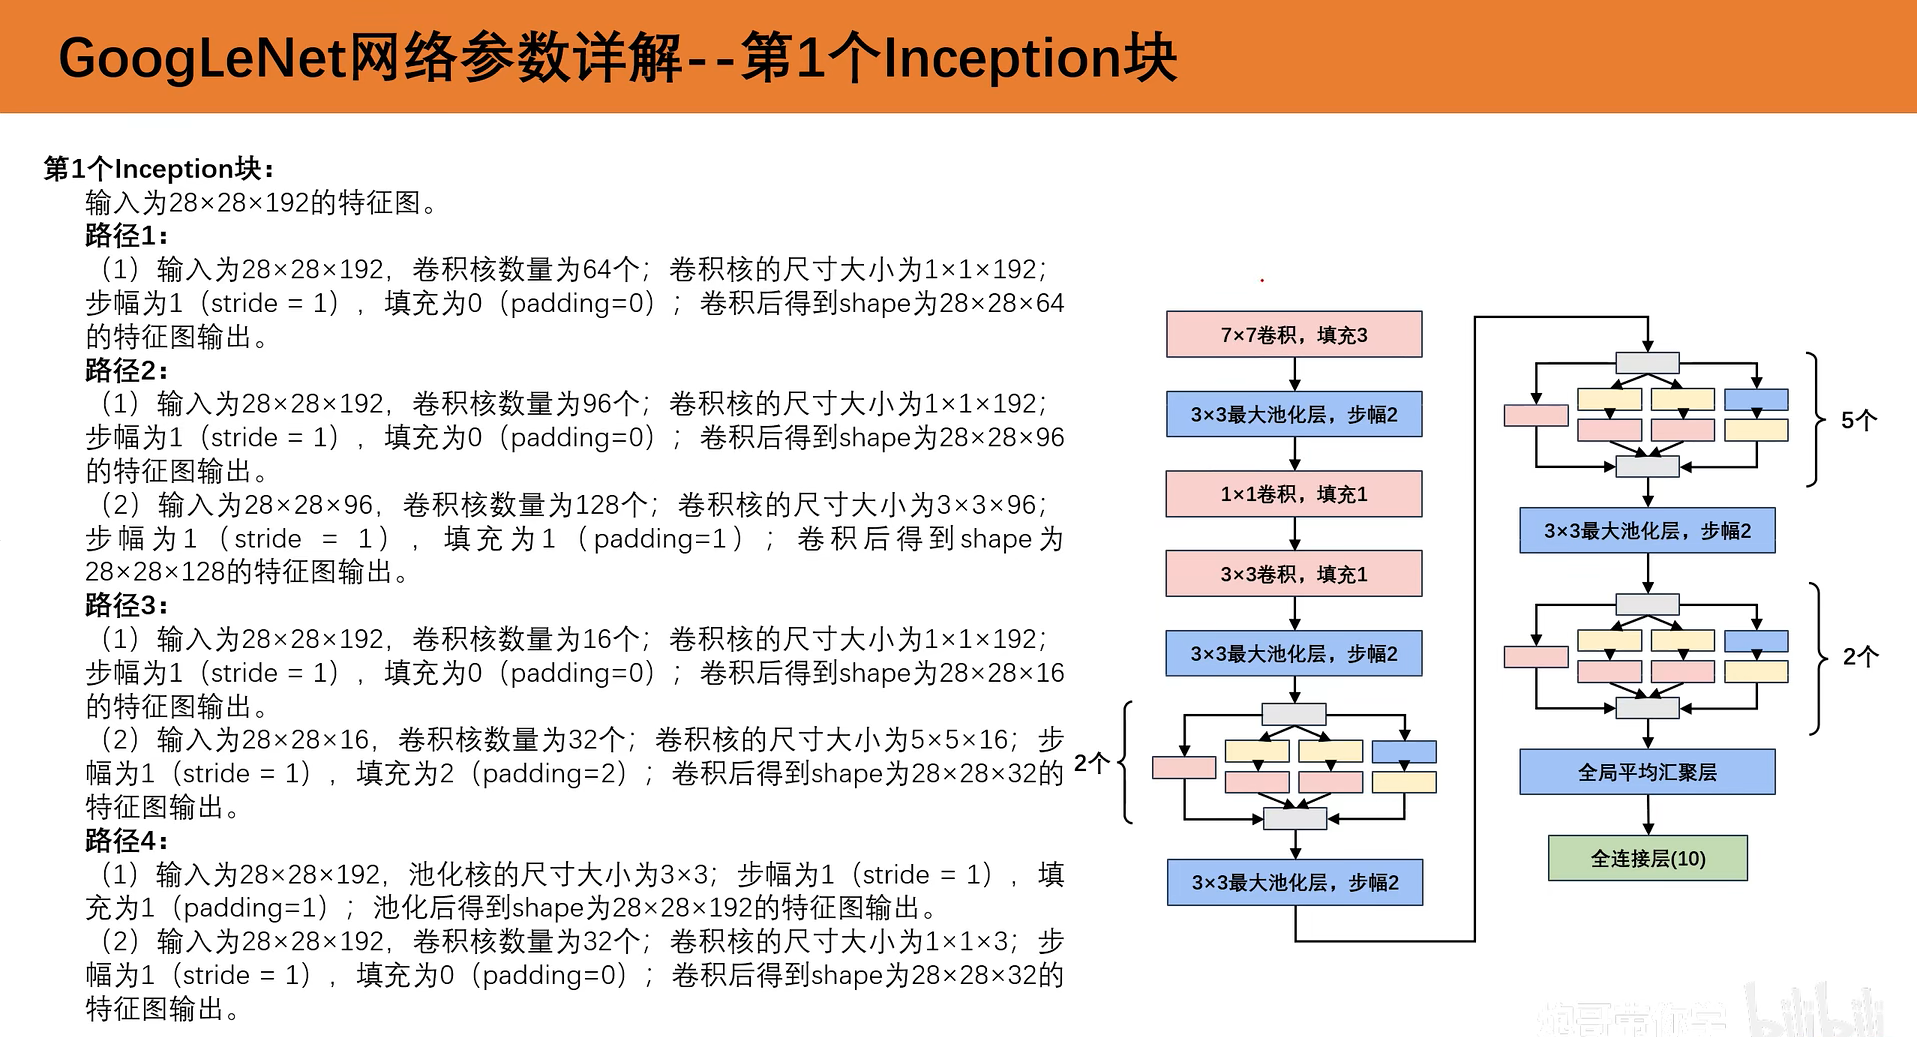 GoogLeNet网络参数详解--第1个Inception块
第1个Inception块：
输入为28×28×192的特征图。
路径1：
（1）输入为28×28×192，卷积核数量为64个；卷积核的尺寸大小为1×1×192；
步幅为1（stride = 1），填充为0（padding=0）；卷积后得到shape为28×28×64
的特征图输出。
路径2：
（1）输入为28×28×192，卷积核数量为96个；卷积核的尺寸大小为1×1×192；
步幅为1（stride = 1），填充为0（padding=0）；卷积后得到shape为28×28×96
的特征图输出。
（2）输入为28×28×96，卷积核数量为128个；卷积核的尺寸大小为3×3×96；
步幅为1（stride = 1），填充为1（padding=1）；卷积后得到shape为
28×28×128的特征图输出。
路径3：
（1）输入为28×28×192，卷积核数量为16个；卷积核的尺寸大小为1×1×192；
步幅为1（stride = 1），填充为0（padding=0）；卷积后得到shape为28×28×16
的特征图输出。
（2）输入为28×28×16，卷积核数量为32个；卷积核的尺寸大小为5×5×16；步
幅为1（stride = 1），填充为2（padding=2）；卷积后得到shape为28×28×32的
特征图输出。
路径4：
（1）输入为28×28×192，池化核的尺寸大小为3×3；步幅为1（stride = 1），填
充为1（padding=1）；池化后得到shape为28×28×192的特征图输出。
（2）输入为28×28×192，卷积核数量为32个；卷积核的尺寸大小为1×1×3；步
幅为1（stride = 1），填充为0（padding=0）；卷积后得到shape为28×28×32的
特征图输出。
7×7卷积，填充3
3×3最大池化层，步幅2
1×1卷积，填充1
3×3卷积，填充1
3×3最大池化层，步幅2
2个
3×3最大池化层，步幅2
5个
3×3最大池化层，步幅2
2个
全局平均汇聚层
全连接层(10)
炮哥带你学
bilibili